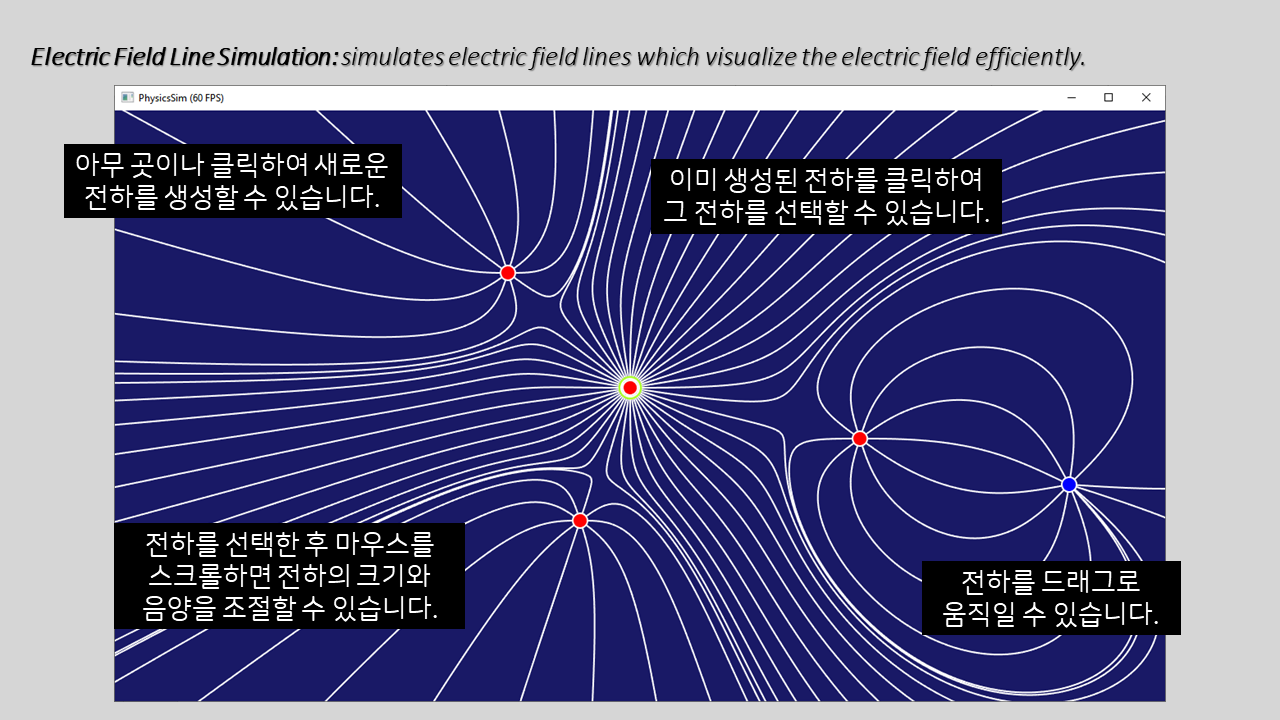 Electric Field Line Simulation: simulates electric field lines which visualize the electric field efficiently.
PhysicsSim (60 FPS)
아무 곳이나 클릭하여 새로운
전하를 생성할 수 있습니다.
이미 생성된 전하를 클릭하여
그 전하를 선택할 수 있습니다.
전하를 선택한 후 마우스를
스크롤하면 전하의 크기와
음양을 조절할 수 있습니다.
전하를 드래그로
움직일 수 있습니다.